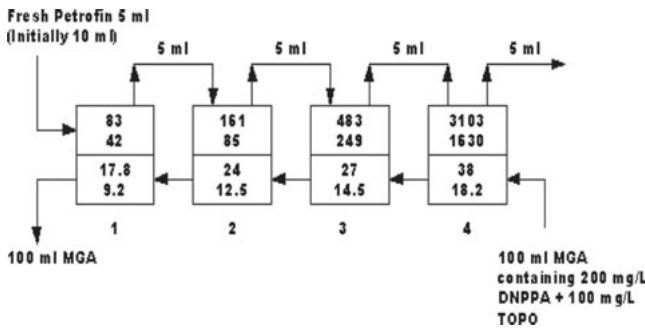 Fresh Petrofin 5 ml
(Initially 10 ml)
5 ml
5 ml
5 ml
5 ml
83
42
161
85
483
249
3103
1630
17.8
9.2
24
12.5
27
14.5
38
18.2
1
2
3
4
100 ml MGA
100 ml MGA
containing 200 mg/L
DNPPA + 100 mg/L
TOPO